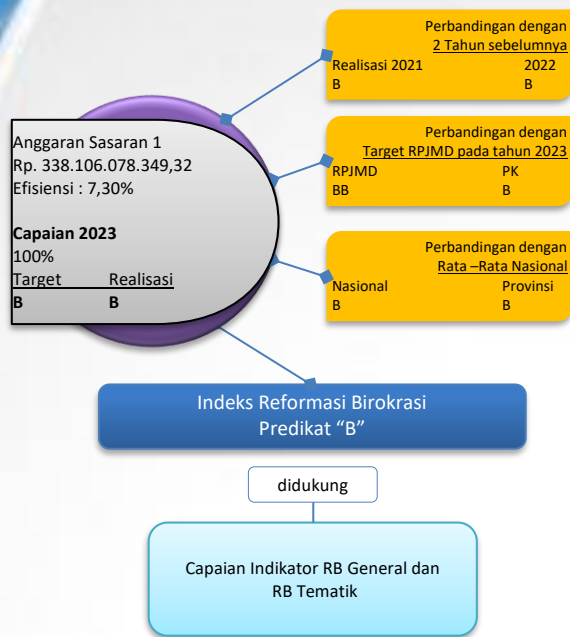 Perbandingan dengan
2 Tahun sebelumnya
Realisasi 2021 2022
B B
Anggaran Sasaran 1
Rp. 338.106.078.349,32
Efisiensi : 7,30%
Capaian 2023
100%
Target Realisasi
B B
Perbandingan dengan
Target RPJMD pada tahun 2023
RPJMD PK
BB B
Perbandingan dengan
Rata –Rata Nasional
Nasional Provinsi
B B
Indeks Reformasi Birokrasi
Predikat “B”
didukung
Capaian Indikator RB General dan
RB Tematik